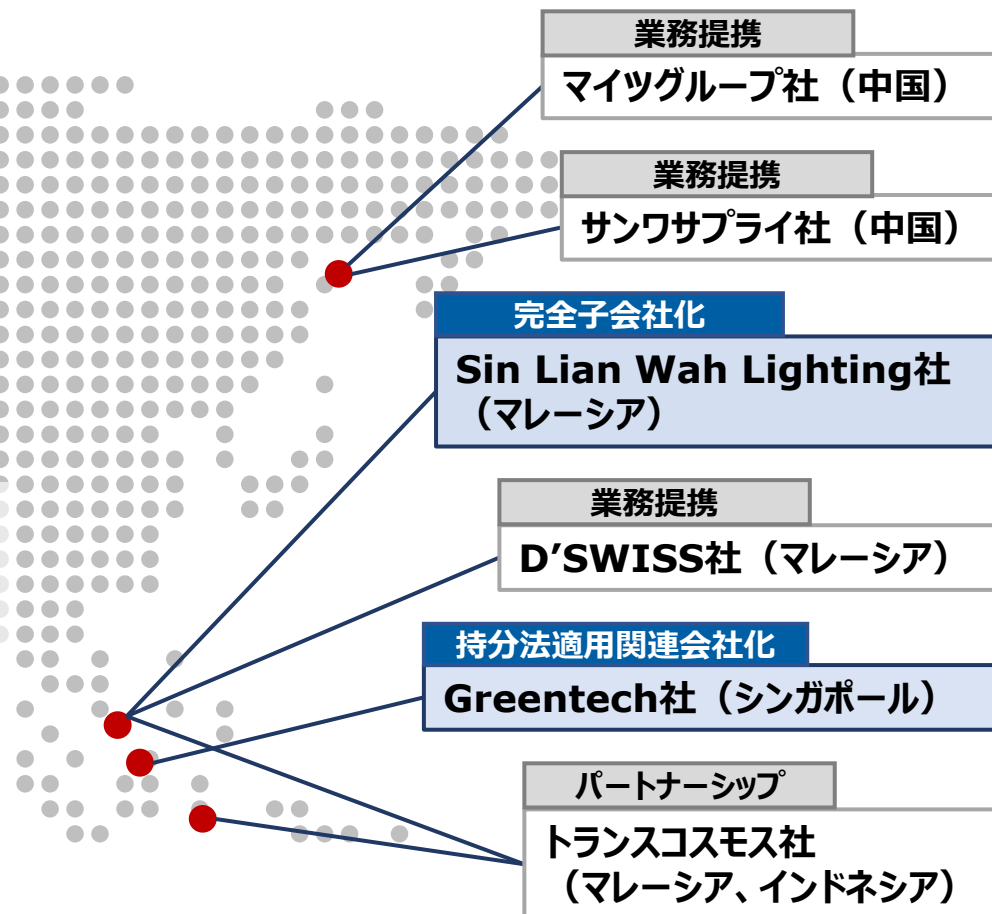 業務提携
マイツグループ社（中国）
業務提携
サンワサプライ社（中国）
完全子会社化
Sin Lian Wah Lighting社
（マレーシア）
業務提携
D’SWISS社（マレーシア）
持分法適用関連会社化
Greentech社（シンガポール）
パートナーシップ
トランスコスモス社
（マレーシア、インドネシア）